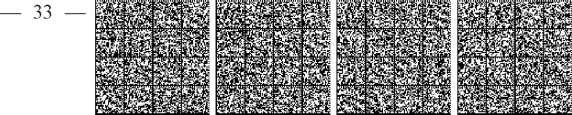 — 33 —